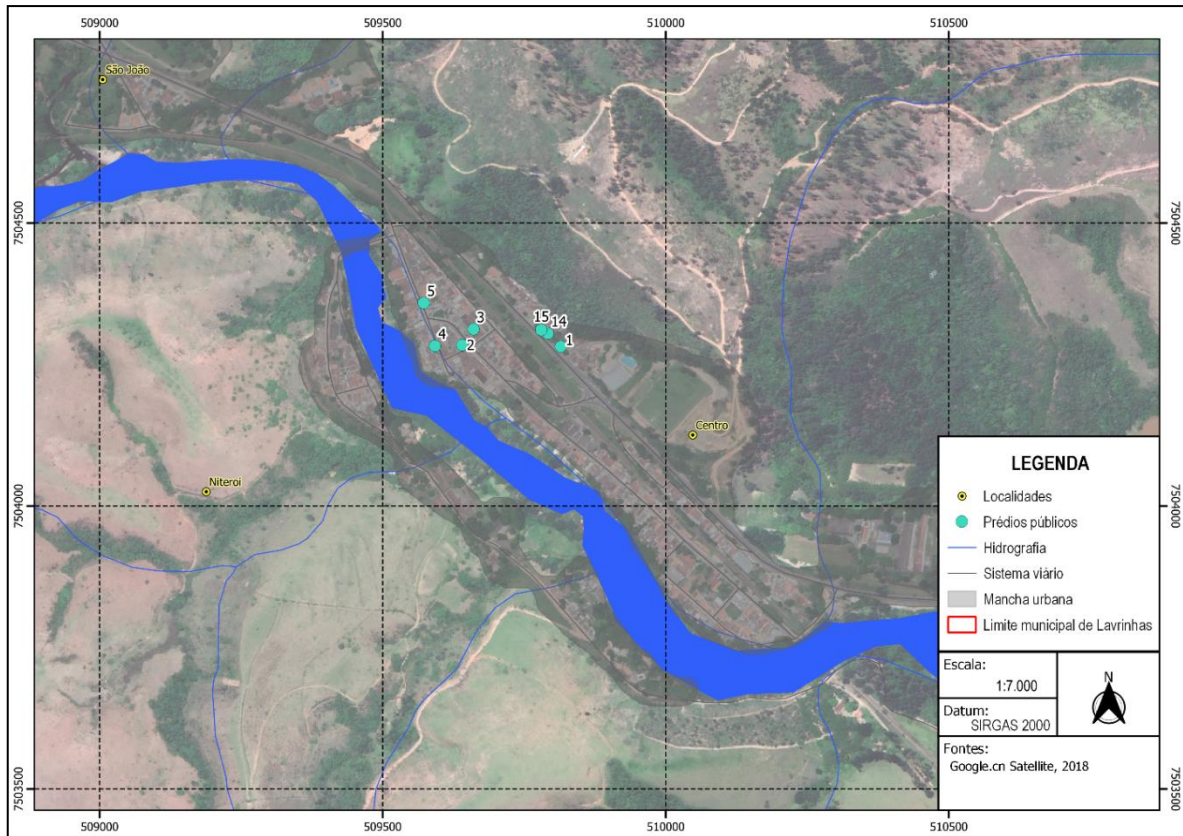 509000 509500 510000 510500
São João
7504500 7504500
5
3
15 14
4 2 1
Centro
Niteroi
7504000 7504000
LEGENDA
Localidades
Prédios públicos
Hidrografia
Sistema viário
Mancha urbana
Limite municipal de Lavrinhas
Escala:
1:7.000
N
Datum:
SIRGAS 2000
Fontes:
Google.cn Satellite, 2018
7503500 7503500
509000 509500 510000 510500